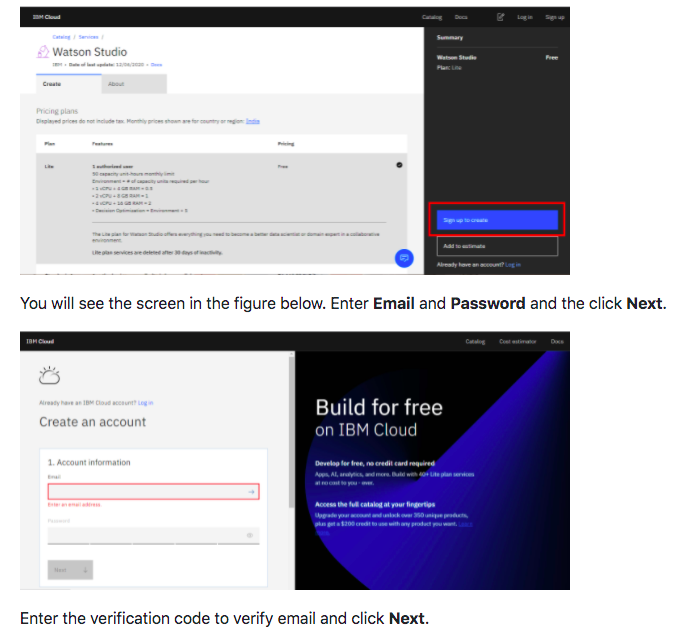 IBM Cloud
Catalog Docs Log in Sign up
Catalog / Services /
Watson Studio
IBM • Date of last update: 12/04/2020 • Docs
Create About
Pricing plans
Displayed prices do not include tax. Monthly prices shown are for country or region: India
Plan Features Pricing
Lite 1 authorized user Free
50 capacity unit-hours monthly limit
Environment = # of capacity units required per hour
• 1 vCPU + 4 GB RAM = 0.5
• 2 vCPU + 8 GB RAM = 1
• 4 vCPU + 16 GB RAM = 2
• Decision Optimization = Environment + 5
The Lite plan for Watson Studio offers everything you need to become a better data scientist or domain expert in a collaborative
environment.
Lite plan services are deleted after 30 days of inactivity.
Summary
Watson Studio Free
Plan: Lite
Sign up to create
Add to estimate
Already have an account? Log in
You will see the screen in the figure below. Enter Email and Password and the click Next.
IBM Cloud
Catalog Cost estimator Docs
Already have an IBM Cloud account? Log in
Create an account
1. Account information
Email
Enter an email address.
Password
Next
Build for free
on IBM Cloud
Develop for free, no credit card required
Apps, AI, analytics, and more. Build with 40+ Lite plan services
at no cost to you - ever.
Access the full catalog at your fingertips
Upgrade your account and unlock over 350 unique products,
plus get a $200 credit to use with any product you want. Learn
more.
Enter the verification code to verify email and click Next.